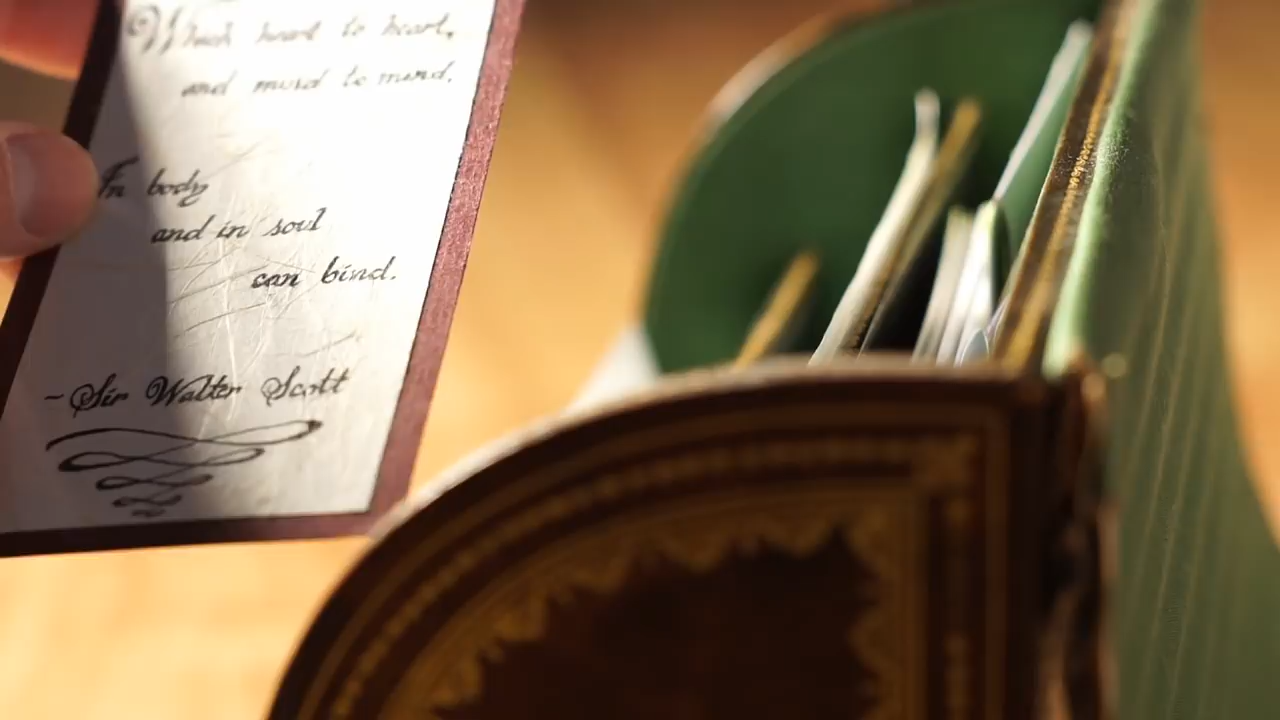 Which heart to heart,
and mind to mind,
In body
and in soul
can bind.
~Sir Walter Scott